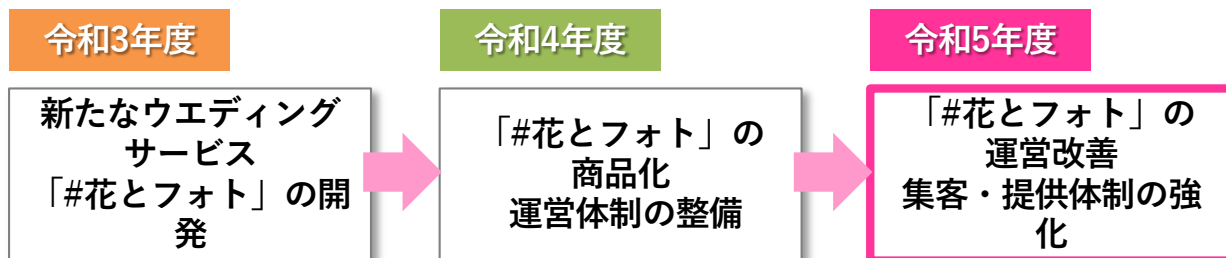 令和3年度
新たなウエディング
サービス
「#花とフォト」の開
発
令和4年度
「#花とフォト」の
商品化
運営体制の整備
令和5年度
「#花とフォト」の
運営改善
集客・提供体制の強
化